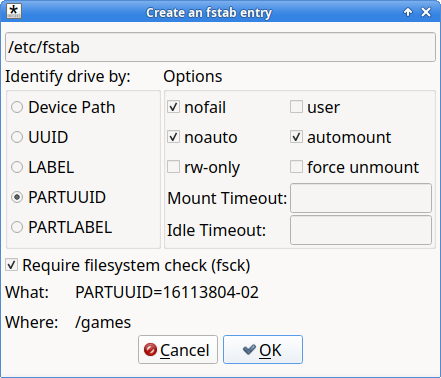 Create an fstab entry
/etc/fstab
Identify drive by: Options
Device Path
UUID
LABEL
PARTUUID
PARTLABEL
nofail user
noauto automount
rw-only force unmount
Mount Timeout:
Idle Timeout:
Require filesystem check (fsck)
What: PARTUUID=16113804-02
Where: /games
Cancel OK